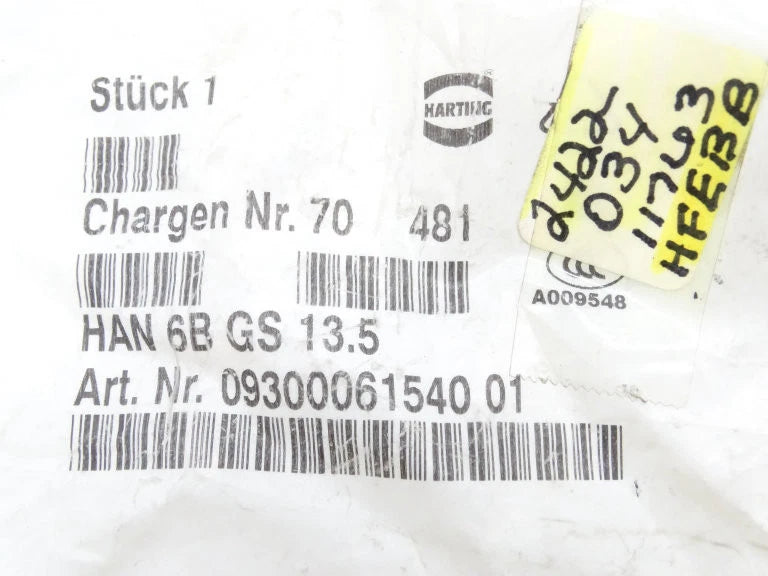 Stück 1
HARTING
Chargen Nr. 70 481
HAN 6B GS 13.5
Art. Nr. 09300061540 01
A009548
2422
034
11763
HFEBB